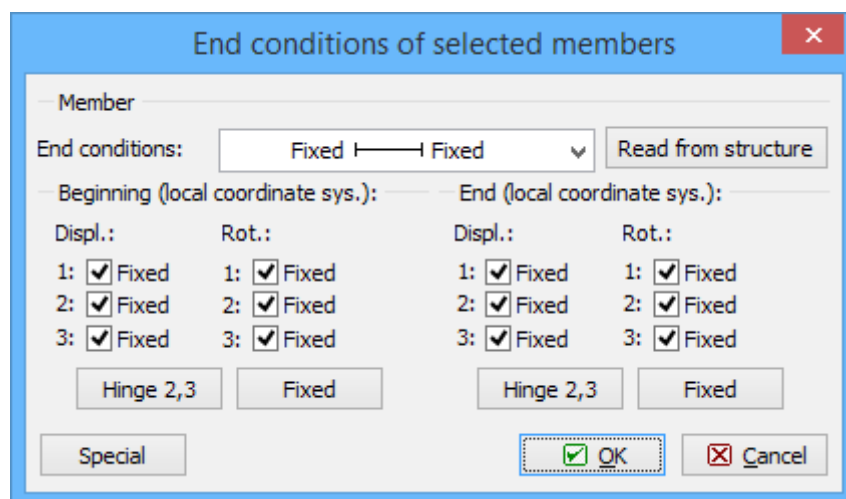 End conditions of selected members
Member
End conditions: Fixed Fixed Read from structure
Beginning (local coordinate sys.): End (local coordinate sys.):
Displ.: Rot.: Displ.: Rot.:
1: Fixed 1: Fixed 1: Fixed 1: Fixed
2: Fixed 2: Fixed 2: Fixed 2: Fixed
3: Fixed 3: Fixed 3: Fixed 3: Fixed
Hinge 2,3 Fixed Hinge 2,3 Fixed
Special OK Cancel